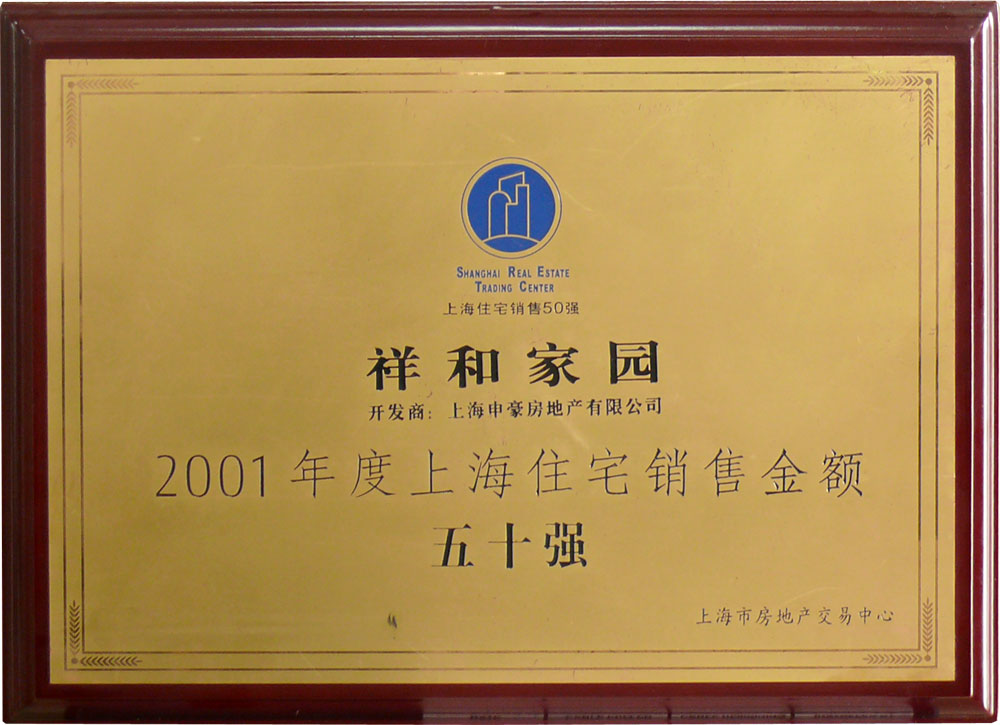 SHANGHAI REAL ESTATE
TRADING CENTER
上海住宅销售50强
祥和家园
开发商：上海申豪房地产有限公司
2001年度上海住宅销售金额
五十强
上海市房地产交易中心